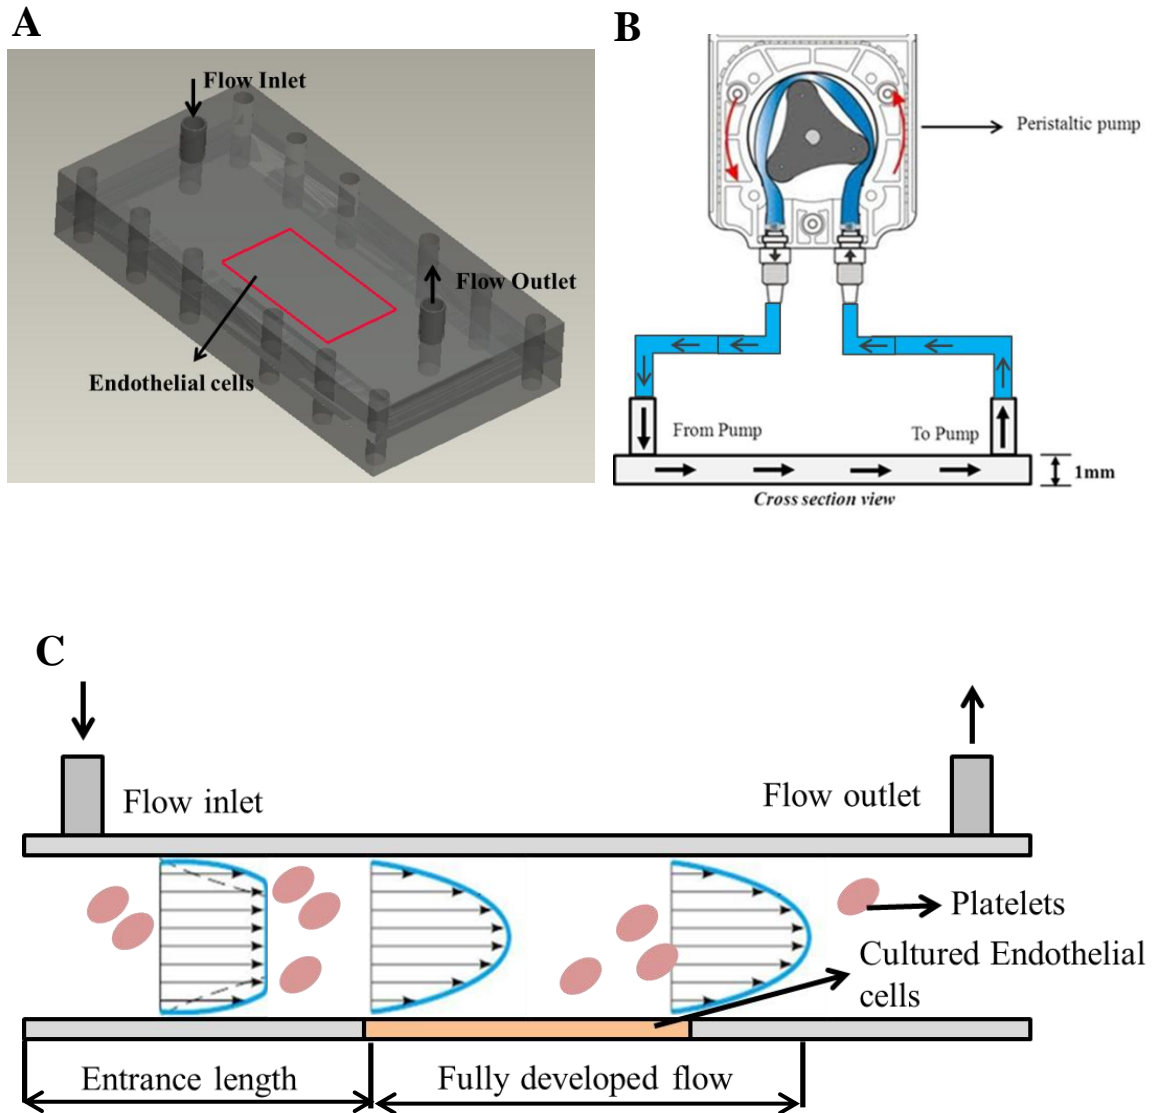 A
Flow Inlet
Flow Outlet
Endothelial cells
B
Peristaltic pump
From Pump
To Pump
1mm
Cross section view
C
Flow inlet
Flow outlet
Platelets
Cultured Endothelial
cells
Entrance length
Fully developed flow